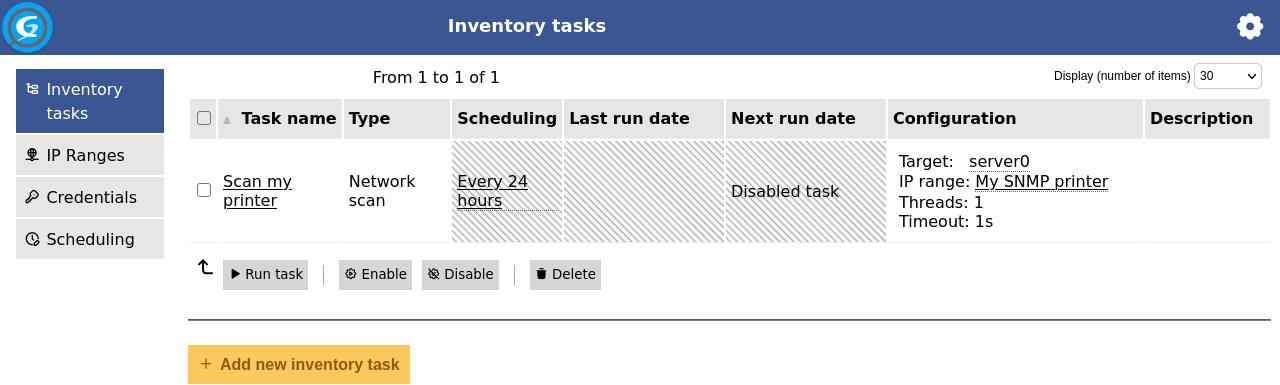 Inventory tasks
Inventory
tasks
IP Ranges
Credentials
Scheduling
From 1 to 1 of 1
Display (number of items) 30
Task name Type Scheduling Last run date Next run date Configuration Description
Scan my
printer
Network
scan
Every 24
hours
Disabled task
Target: server0
IP range: My SNMP printer
Threads: 1
Timeout: 1s
Run task Enable Disable Delete
+ Add new inventory task